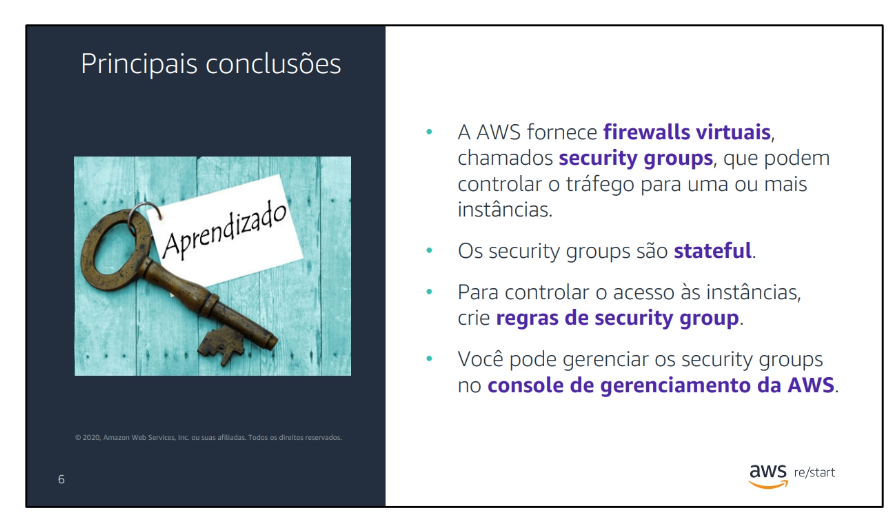 Principais conclusões
Aprendizado
© 2020, Amazon Web Services, Inc. ou suas afiliadas. Todos os direitos reservados.
6
• A AWS fornece firewalls virtuais,
chamados security groups, que podem
controlar o tráfego para uma ou mais
instâncias.
• Os security groups são stateful.
• Para controlar o acesso às instâncias,
crie regras de security group.
• Você pode gerenciar os security groups
no console de gerenciamento da AWS.
aws re/start